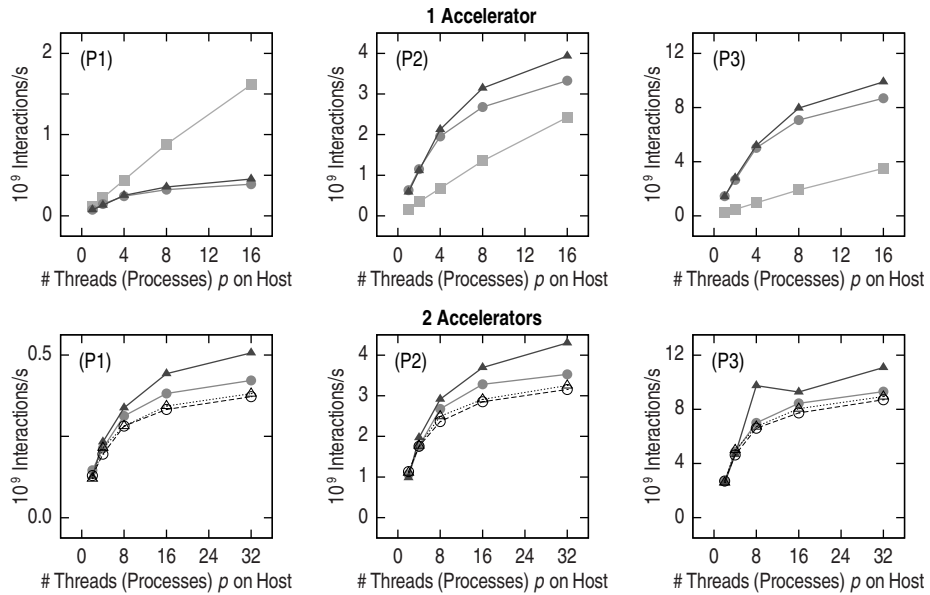 1 Accelerator
(P1)
10⁹ Interactions/s
2
1
0
0 4 8 12 16
# Threads (Processes) p on Host
(P2)
10⁹ Interactions/s
4
3
2
1
0
0 4 8 12 16
# Threads (Processes) p on Host
(P3)
10⁹ Interactions/s
12
8
4
0
0 4 8 12 16
# Threads (Processes) p on Host
2 Accelerators
(P1)
10⁹ Interactions/s
0.5
0.0
0 8 16 24 32
# Threads (Processes) p on Host
(P2)
10⁹ Interactions/s
4
3
2
1
0
0 8 16 24 32
# Threads (Processes) p on Host
(P3)
10⁹ Interactions/s
12
8
4
0
0 8 16 24 32
# Threads (Processes) p on Host